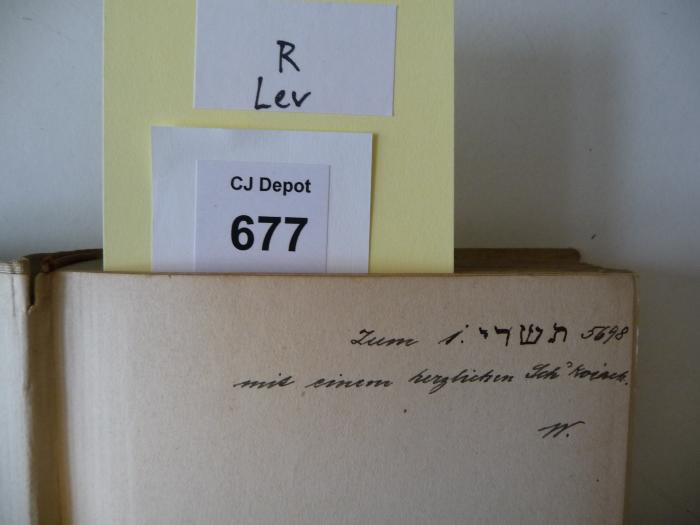 R
Lev
CJ Depot
677
Zum 1. תשרי 5698
mit einem herzlichen Sch'koiach.
W.